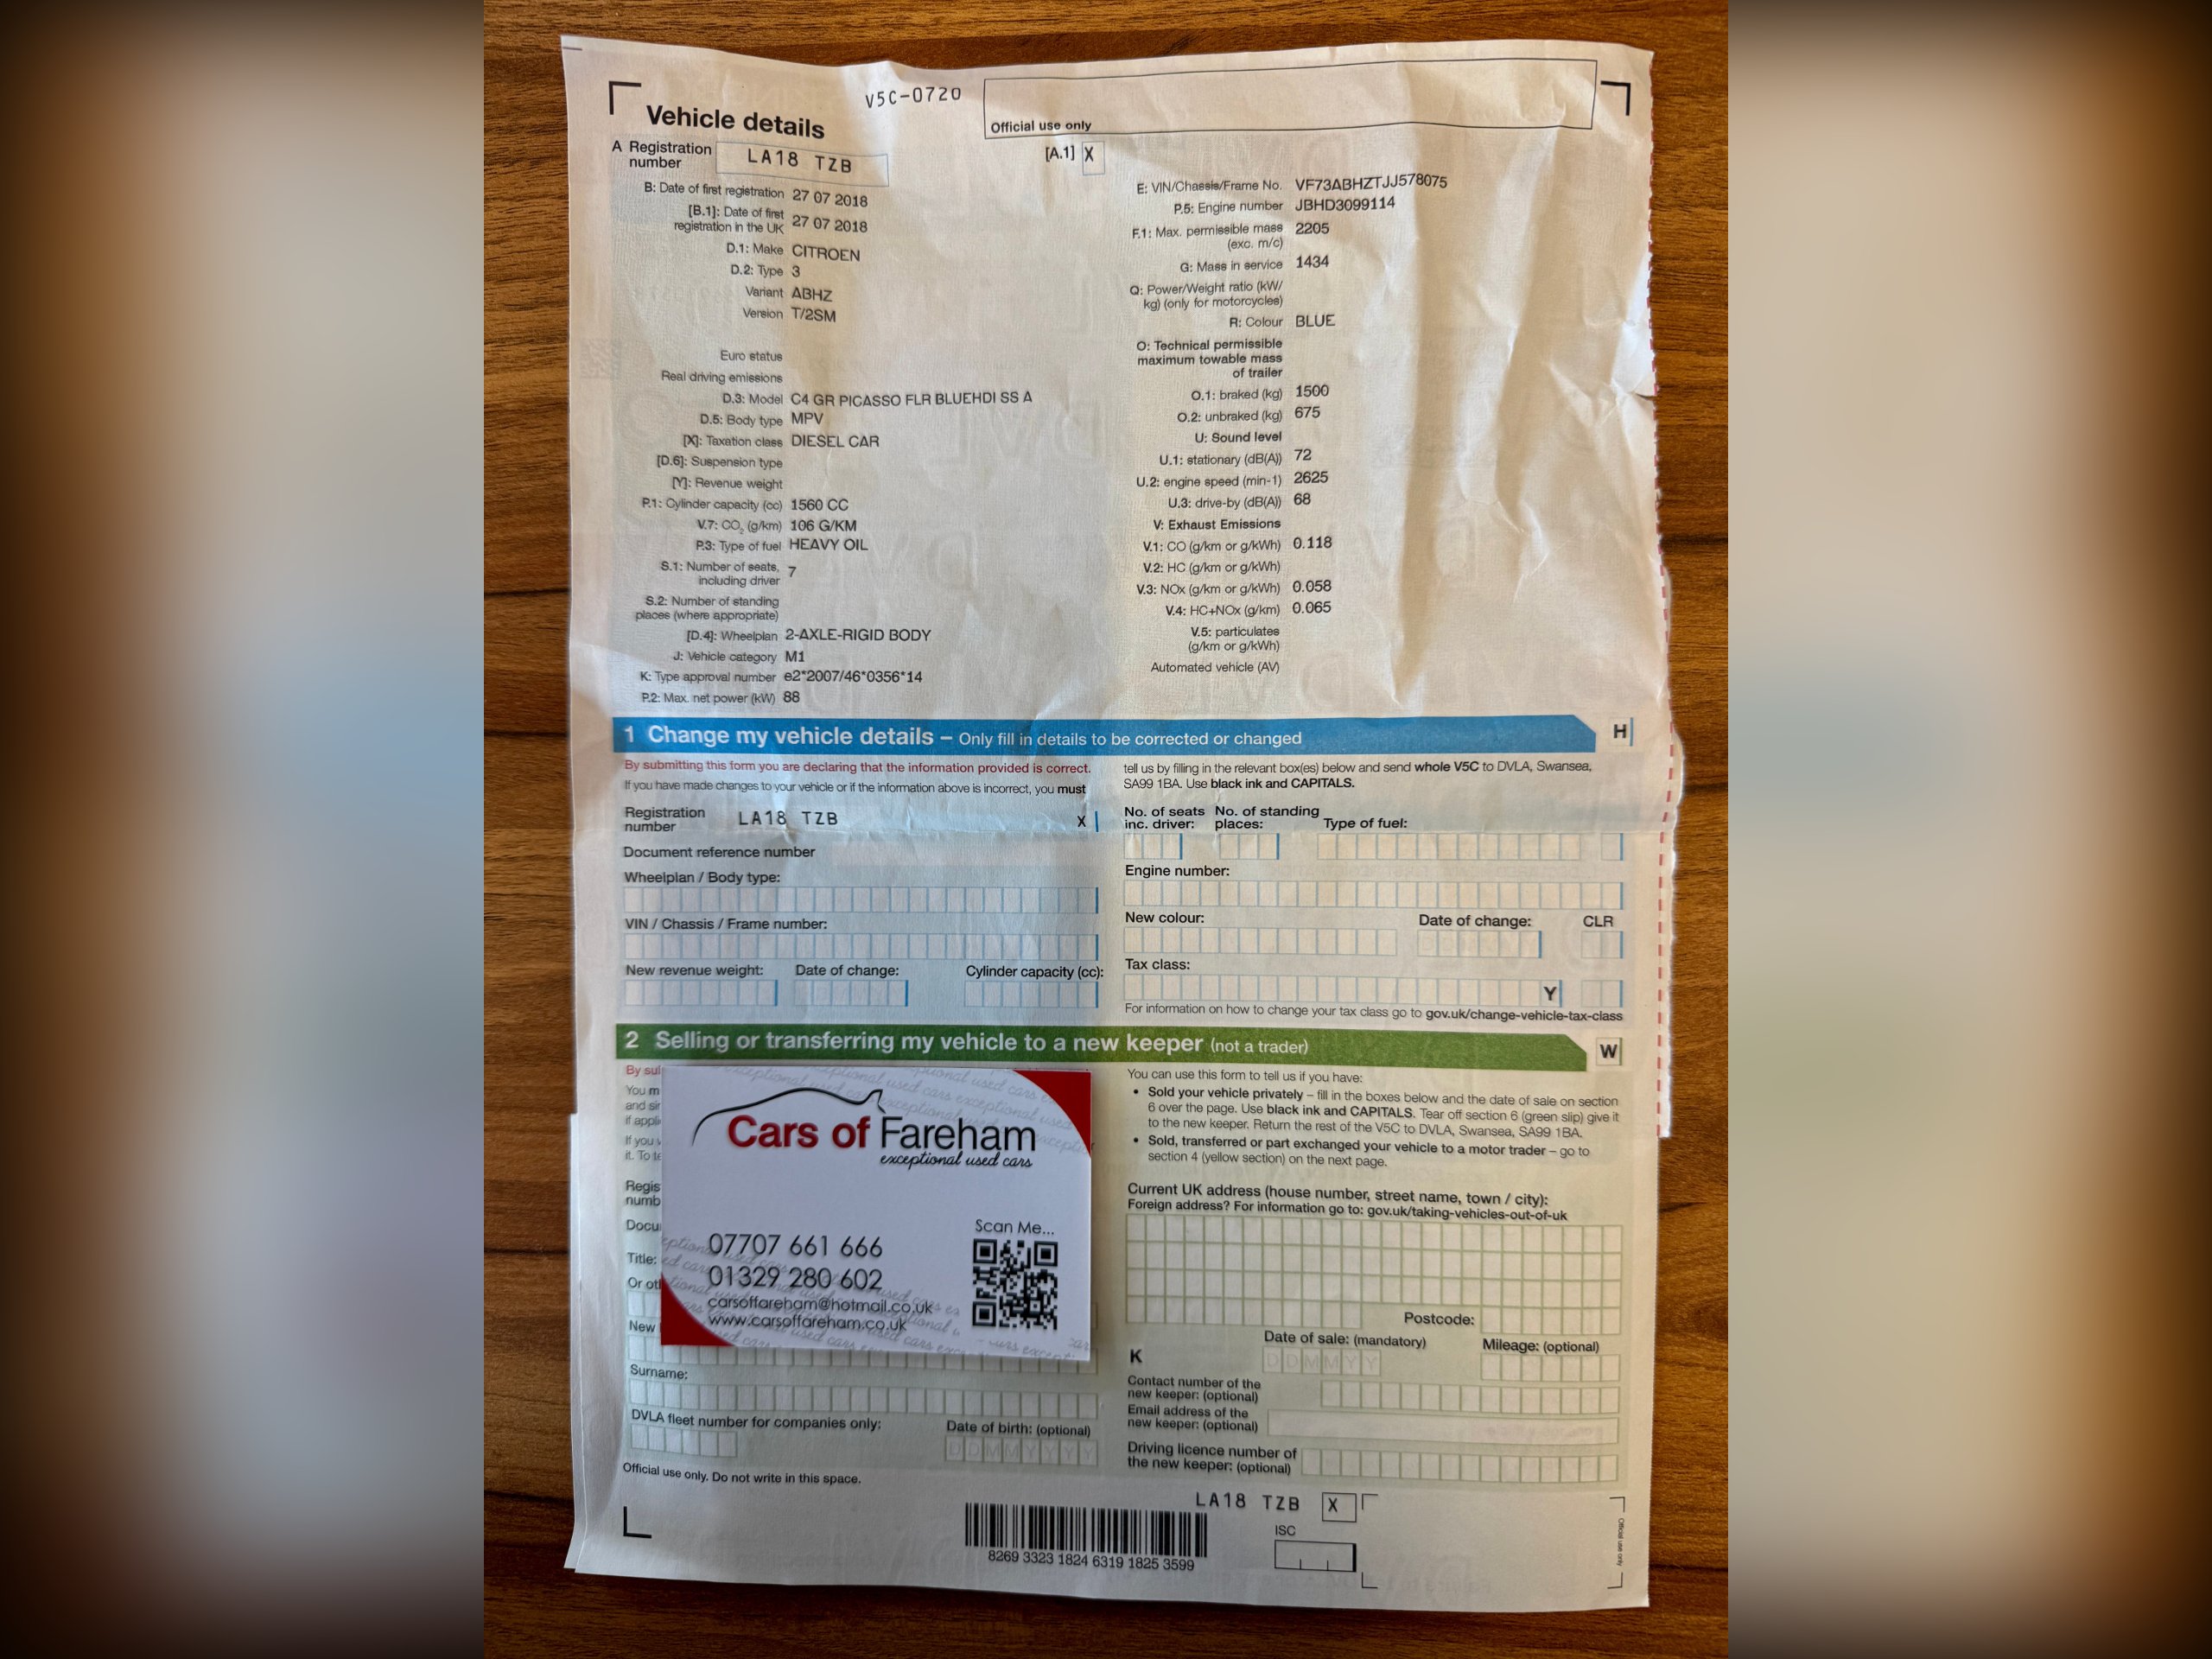 V5C-0720
Vehicle details
Official use only
A Registration number LA18 TZB
[A.1] X
B: Date of first registration 27 07 2018
[B.1]: Date of first registration in the UK 27 07 2018
D.1: Make CITROEN
D.2: Type 3
Variant ABHZ
Version T/2SM
Euro status
Real driving emissions
D.3: Model C4 GR PICASSO FLR BLUEHDI SS A
D.5: Body type MPV
[X]: Taxation class DIESEL CAR
[D.6]: Suspension type
[Y]: Revenue weight
P.1: Cylinder capacity (cc) 1560 CC
V.7: CO2 (g/km) 106 G/KM
P.3: Type of fuel HEAVY OIL
S.1: Number of seats, including driver 7
S.2: Number of standing places (where appropriate)
[D.4]: Wheelplan 2-AXLE-RIGID BODY
J: Vehicle category M1
K: Type approval number e2*2007/46*0356*14
P.2: Max. net power (kW) 88
E: VIN/Chassis/Frame No. VF73ABHZTJJ578075
P.5: Engine number JBHD3099114
F.1: Max. permissible mass (exc. m/c) 2205
G: Mass in service 1434
Q: Power/Weight ratio (kW/kg) (only for motorcycles)
R: Colour BLUE
O: Technical permissible maximum towable mass of trailer
O.1: braked (kg) 1500
O.2: unbraked (kg) 675
U: Sound level
U.1: stationary (dB(A)) 72
U.2: engine speed (min-1) 2625
U.3: drive-by (dB(A)) 68
V: Exhaust Emissions
V.1: CO (g/km or g/kWh) 0.118
V.2: HC (g/km or g/kWh)
V.3: NOx (g/km or g/kWh) 0.058
V.4: HC+NOx (g/km) 0.065
V.5: particulates (g/km or g/kWh)
Automated vehicle (AV)
1 Change my vehicle details – Only fill in details to be corrected or changed
H
By submitting this form you are declaring that the information provided is correct.
If you have made changes to your vehicle or if the information above is incorrect, you must
tell us by filling in the relevant box(es) below and send whole V5C to DVLA, Swansea,
SA99 1BA. Use black ink and CAPITALS.
Registration number LA18 TZB X
Document reference number
Wheelplan / Body type:
VIN / Chassis / Frame number:
New revenue weight: Date of change: Cylinder capacity (cc):
No. of seats inc. driver: No. of standing places: Type of fuel:
Engine number:
New colour: Date of change: CLR
Tax class:
Y
For information on how to change your tax class go to gov.uk/change-vehicle-tax-class
2 Selling or transferring my vehicle to a new keeper (not a trader)
W
By sul
You m
and sir
if appli
If you v
it. To te
Regis
numb
Docu
Title:
Or ot
New
Cars of Fareham
exceptional used cars
Scan Me...
07707 661 666
01329 280 602
carsoffareham@hotmail.co.uk
www.carsoffareham.co.uk
Surname:
DVLA fleet number for companies only: Date of birth: (optional)
DDMMYYYY
Official use only. Do not write in this space.
You can use this form to tell us if you have:
• Sold your vehicle privately – fill in the boxes below and the date of sale on section
6 over the page. Use black ink and CAPITALS. Tear off section 6 (green slip) give it
to the new keeper. Return the rest of the V5C to DVLA, Swansea, SA99 1BA.
• Sold, transferred or part exchanged your vehicle to a motor trader – go to
section 4 (yellow section) on the next page.
Current UK address (house number, street name, town / city):
Foreign address? For information go to: gov.uk/taking-vehicles-out-of-uk
Postcode:
Date of sale: (mandatory) Mileage: (optional)
K
DDMMYY
Contact number of the new keeper: (optional)
Email address of the new keeper: (optional)
Driving licence number of the new keeper: (optional)
LA18 TZB X
ISC
8269 3323 1824 6319 1825 3599
Official use only